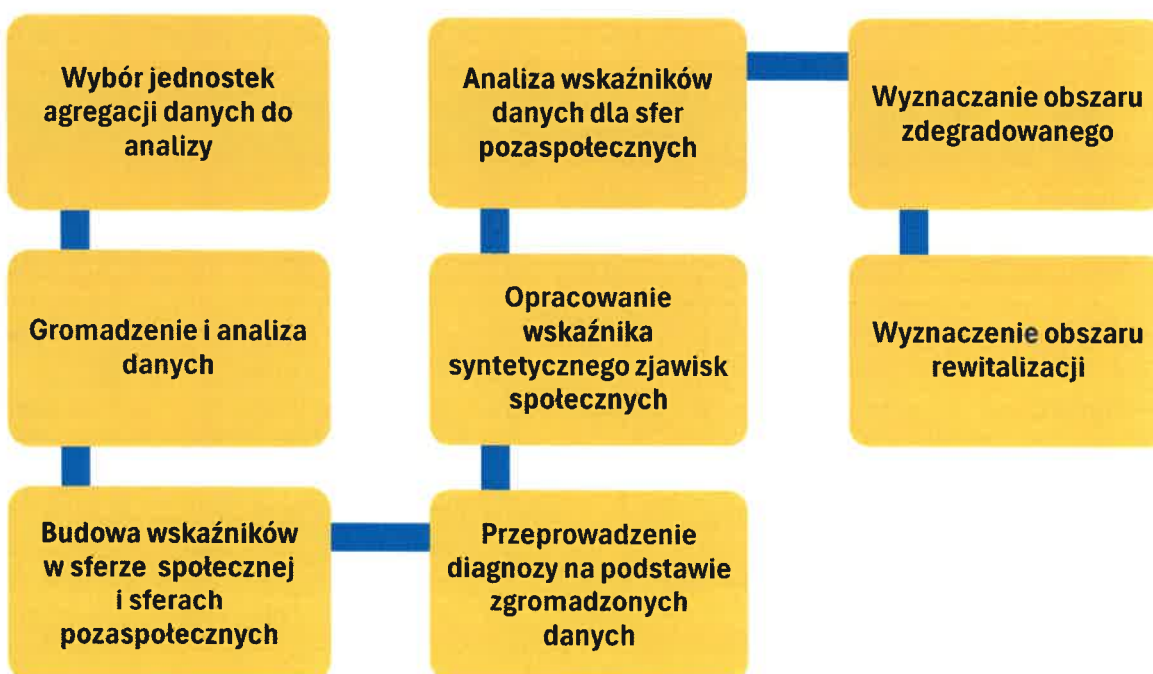 Wybór jednostek
agregacji danych do
analizy
Gromadzenie i analiza
danych
Budowa wskaźników
w sferze społecznej
i sferach
pozaspołecznych
Przeprowadzenie
diagnozy na podstawie
zgromadzonych
danych
Opracowanie
wskaźnika
syntetycznego zjawisk
społecznych
Analiza wskaźników
danych dla sfer
pozaspołecznych
Wyznaczanie obszaru
zdegradowanego
Wyznaczenie obszaru
rewitalizacji